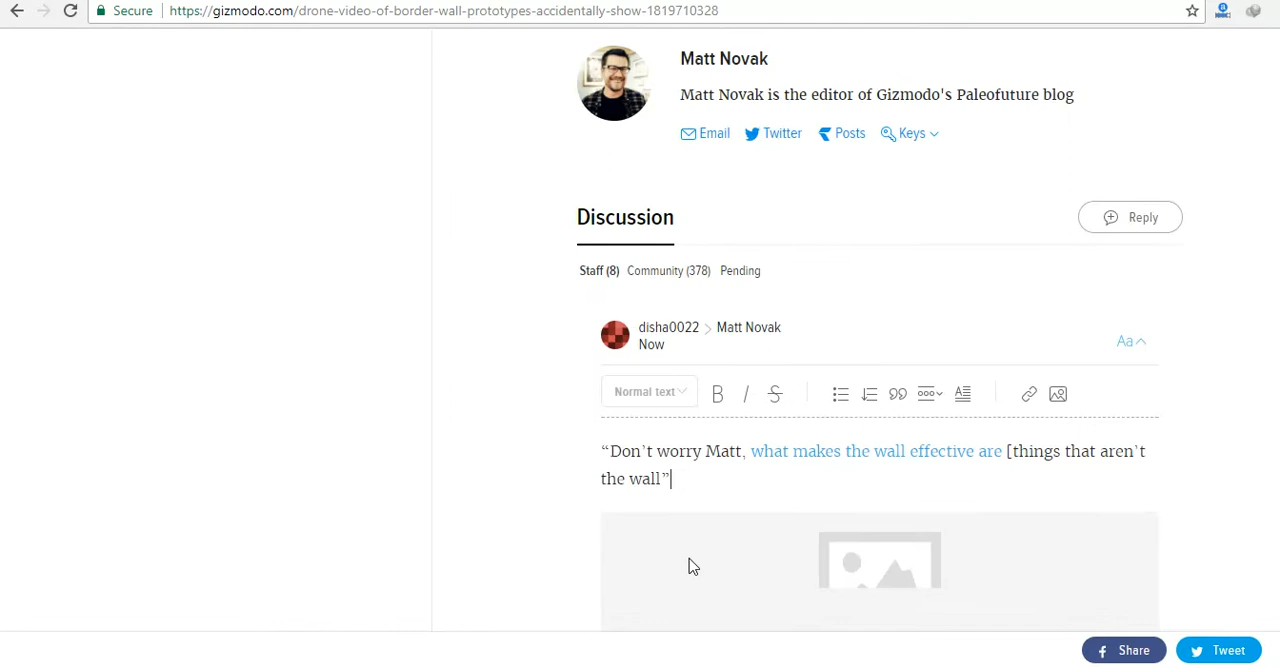 Secure https://gizmodo.com/drone-video-of-border-wall-prototypes-accidentally-show-1819710328
Matt Novak
Matt Novak is the editor of Gizmodo's Paleofuture blog
Email Twitter Posts Keys
Discussion
Reply
Staff (8) Community (378) Pending
disha0022 > Matt Novak
Now
Aa
Normal text B I S
“Don’t worry Matt, what makes the wall effective are [things that aren’t
the wall”
Share Tweet